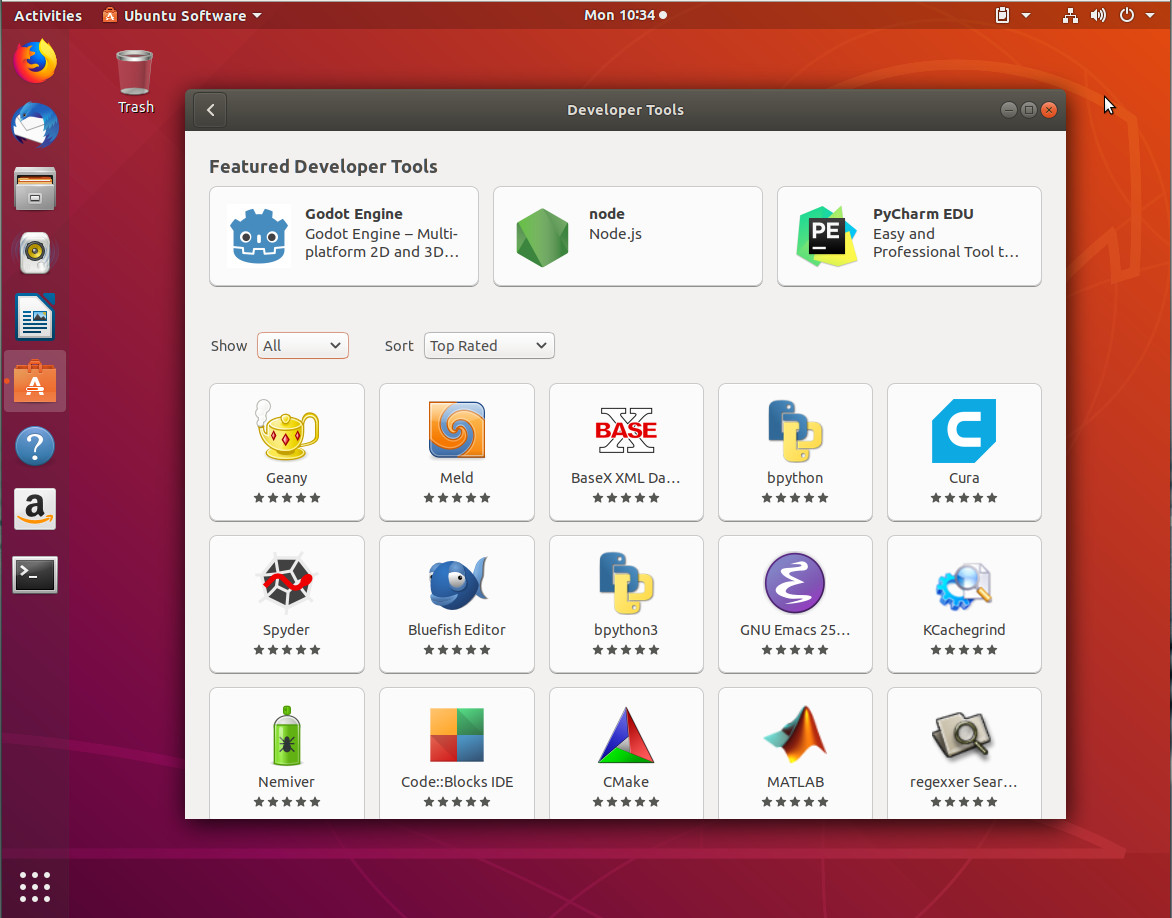 Activities Ubuntu Software Mon 10:34
Trash
Developer Tools
Featured Developer Tools
Godot Engine
Godot Engine – Multi-
platform 2D and 3D…
node
Node.js
PE
PyCharm EDU
Easy and
Professional Tool t…
Show All Sort Top Rated
BASE X
Geany Meld BaseX XML Da… bpython Cura
Spyder Bluefish Editor bpython3 GNU Emacs 25… KCachegrind
Nemiver Code::Blocks IDE CMake MATLAB regexxer Sear…